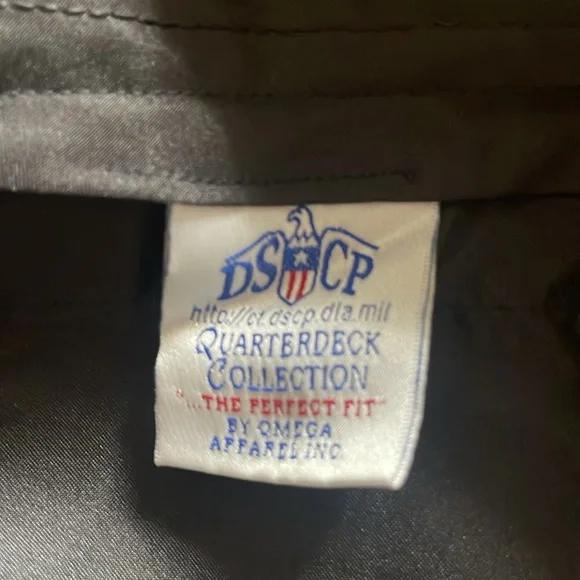 DSCP
http://ct.dscp.dla.mil
QUARTERDECK
COLLECTION
"...THE PERFECT FIT"
BY OMEGA
APPAREL INC.